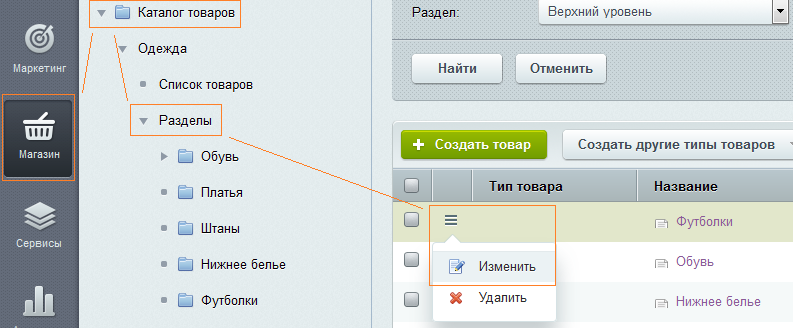 Маркетинг
Магазин
Сервисы
Каталог товаров
Одежда
Список товаров
Разделы
Обувь
Платья
Штаны
Нижнее белье
Футболки
Раздел:
Верхний уровень
Найти
Отменить
+ Создать товар
Создать другие типы товаров
Тип товара
Название
Футболки
Изменить
Обувь
Удалить
Нижнее белье